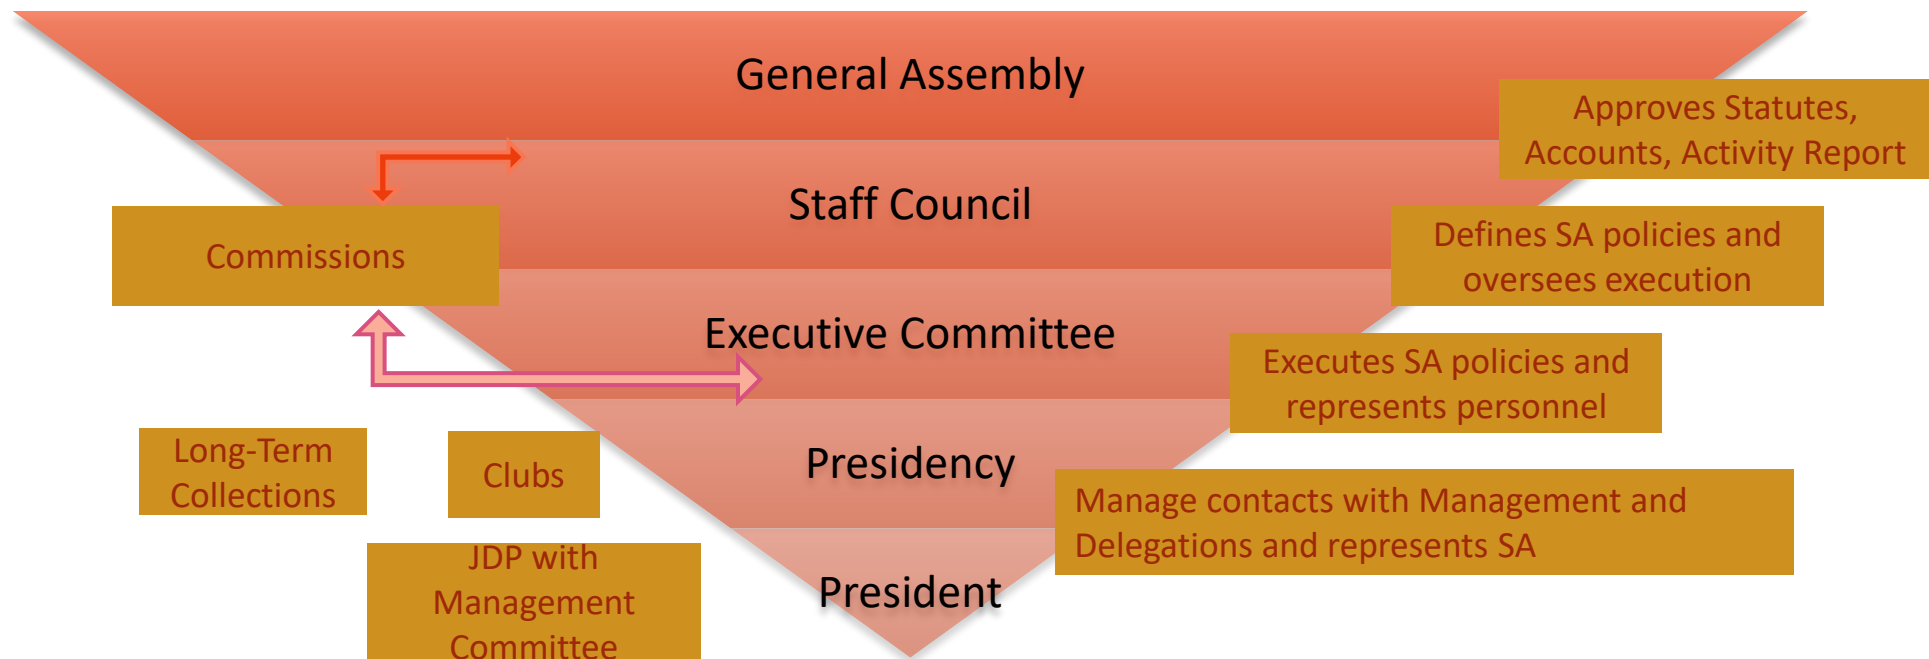 General Assembly
Approves Statutes,
Accounts, Activity Report
Staff Council
Commissions
Defines SA policies and
oversees execution
Executive Committee
Executes SA policies and
represents personnel
Long-Term
Collections
Clubs
Presidency
Manage contacts with Management and
Delegations and represents SA
JDP with
Management
Committee
President